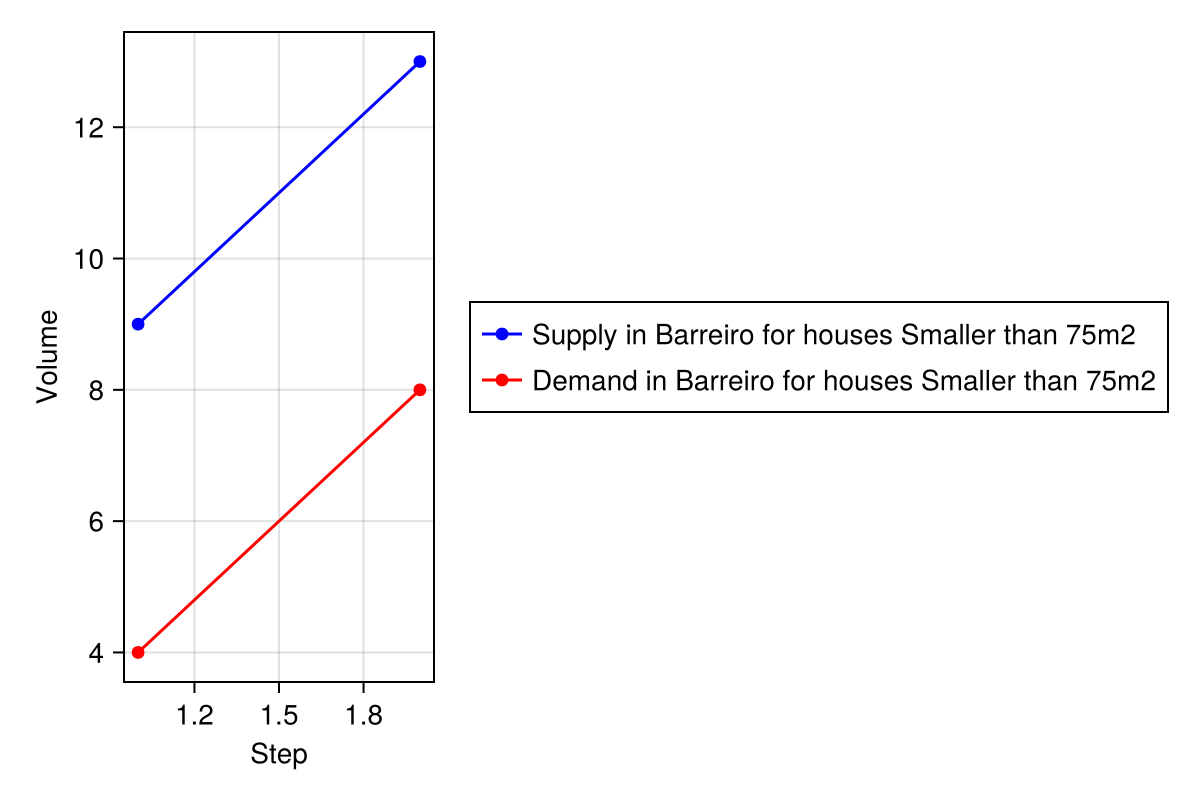 12
10
8
6
4
Volume
1.2 1.5 1.8
Step
Supply in Barreiro for houses Smaller than 75m2
Demand in Barreiro for houses Smaller than 75m2